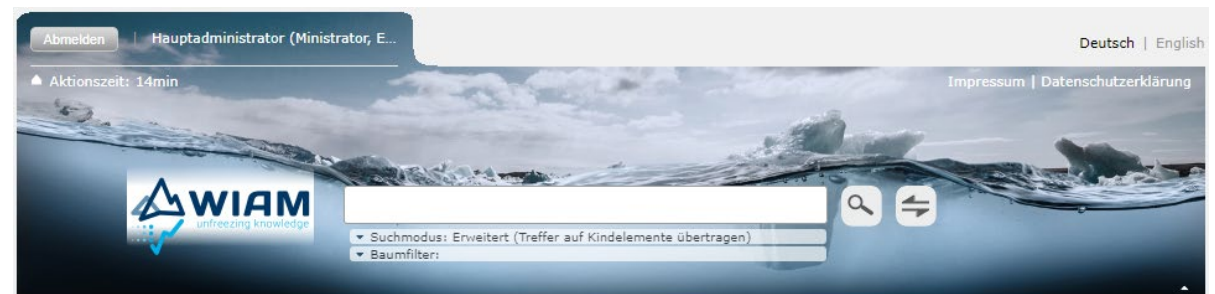 Abmelden | Hauptadministrator (Ministrator, E...
Deutsch | English
Aktionszeit: 14min
Impressum | Datenschutzerklärung
WIAM
unfreezing knowledge
Suchmodus: Erweitert (Treffer auf Kindelemente übertragen)
Baumfilter: